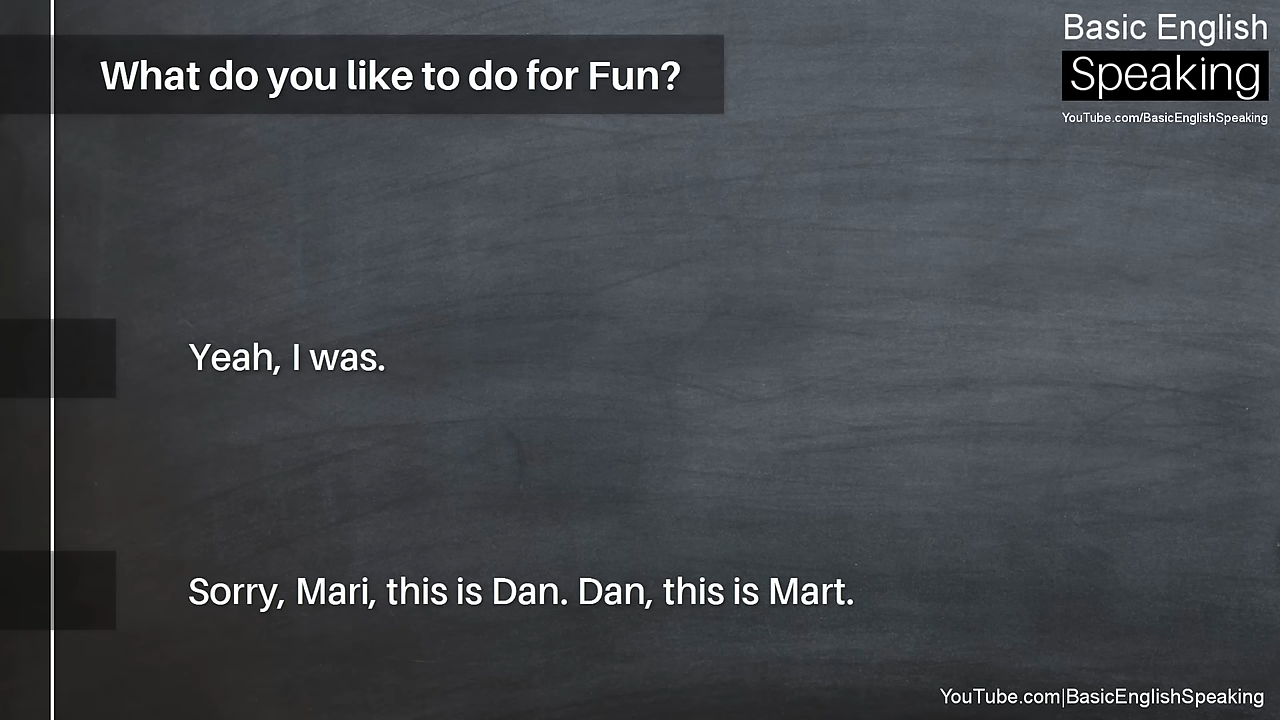 Basic English
Speaking
YouTube.com/BasicEnglishSpeaking
What do you like to do for Fun?
Yeah, I was.
Sorry, Mari, this is Dan. Dan, this is Mart.
YouTube.com|BasicEnglishSpeaking